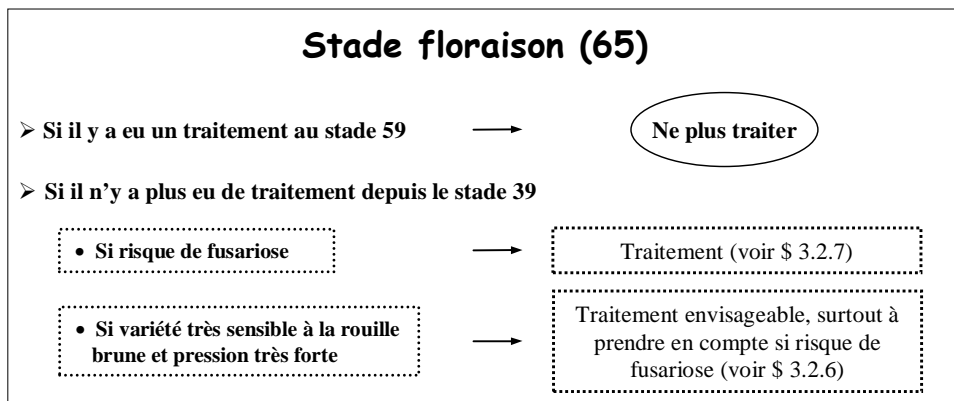 Stade floraison (65)
➢ Si il y a eu un traitement au stade 59
Ne plus traiter
➢ Si il n'y a plus eu de traitement depuis le stade 39
• Si risque de fusariose
Traitement (voir $ 3.2.7)
• Si variété très sensible à la rouille
brune et pression très forte
Traitement envisageable, surtout à
prendre en compte si risque de
fusariose (voir $ 3.2.6)